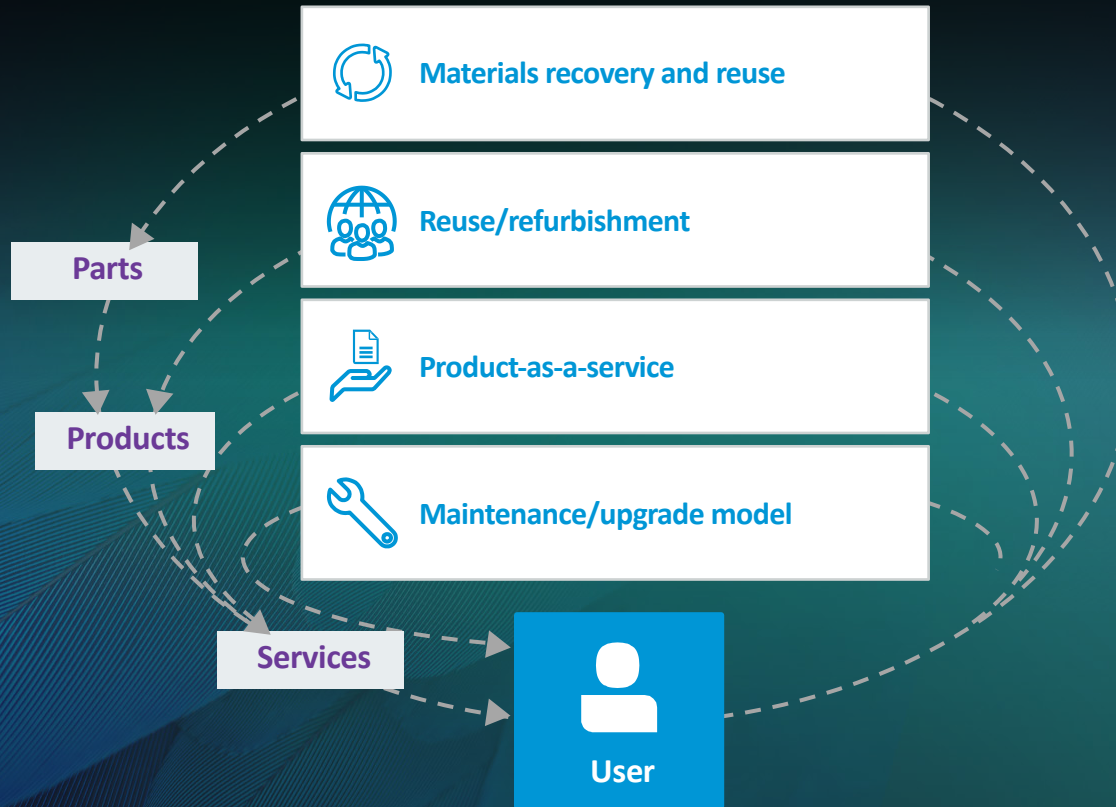 Materials recovery and reuse
Reuse/refurbishment
Parts
Product-as-a-service
Products
Maintenance/upgrade model
Services
User